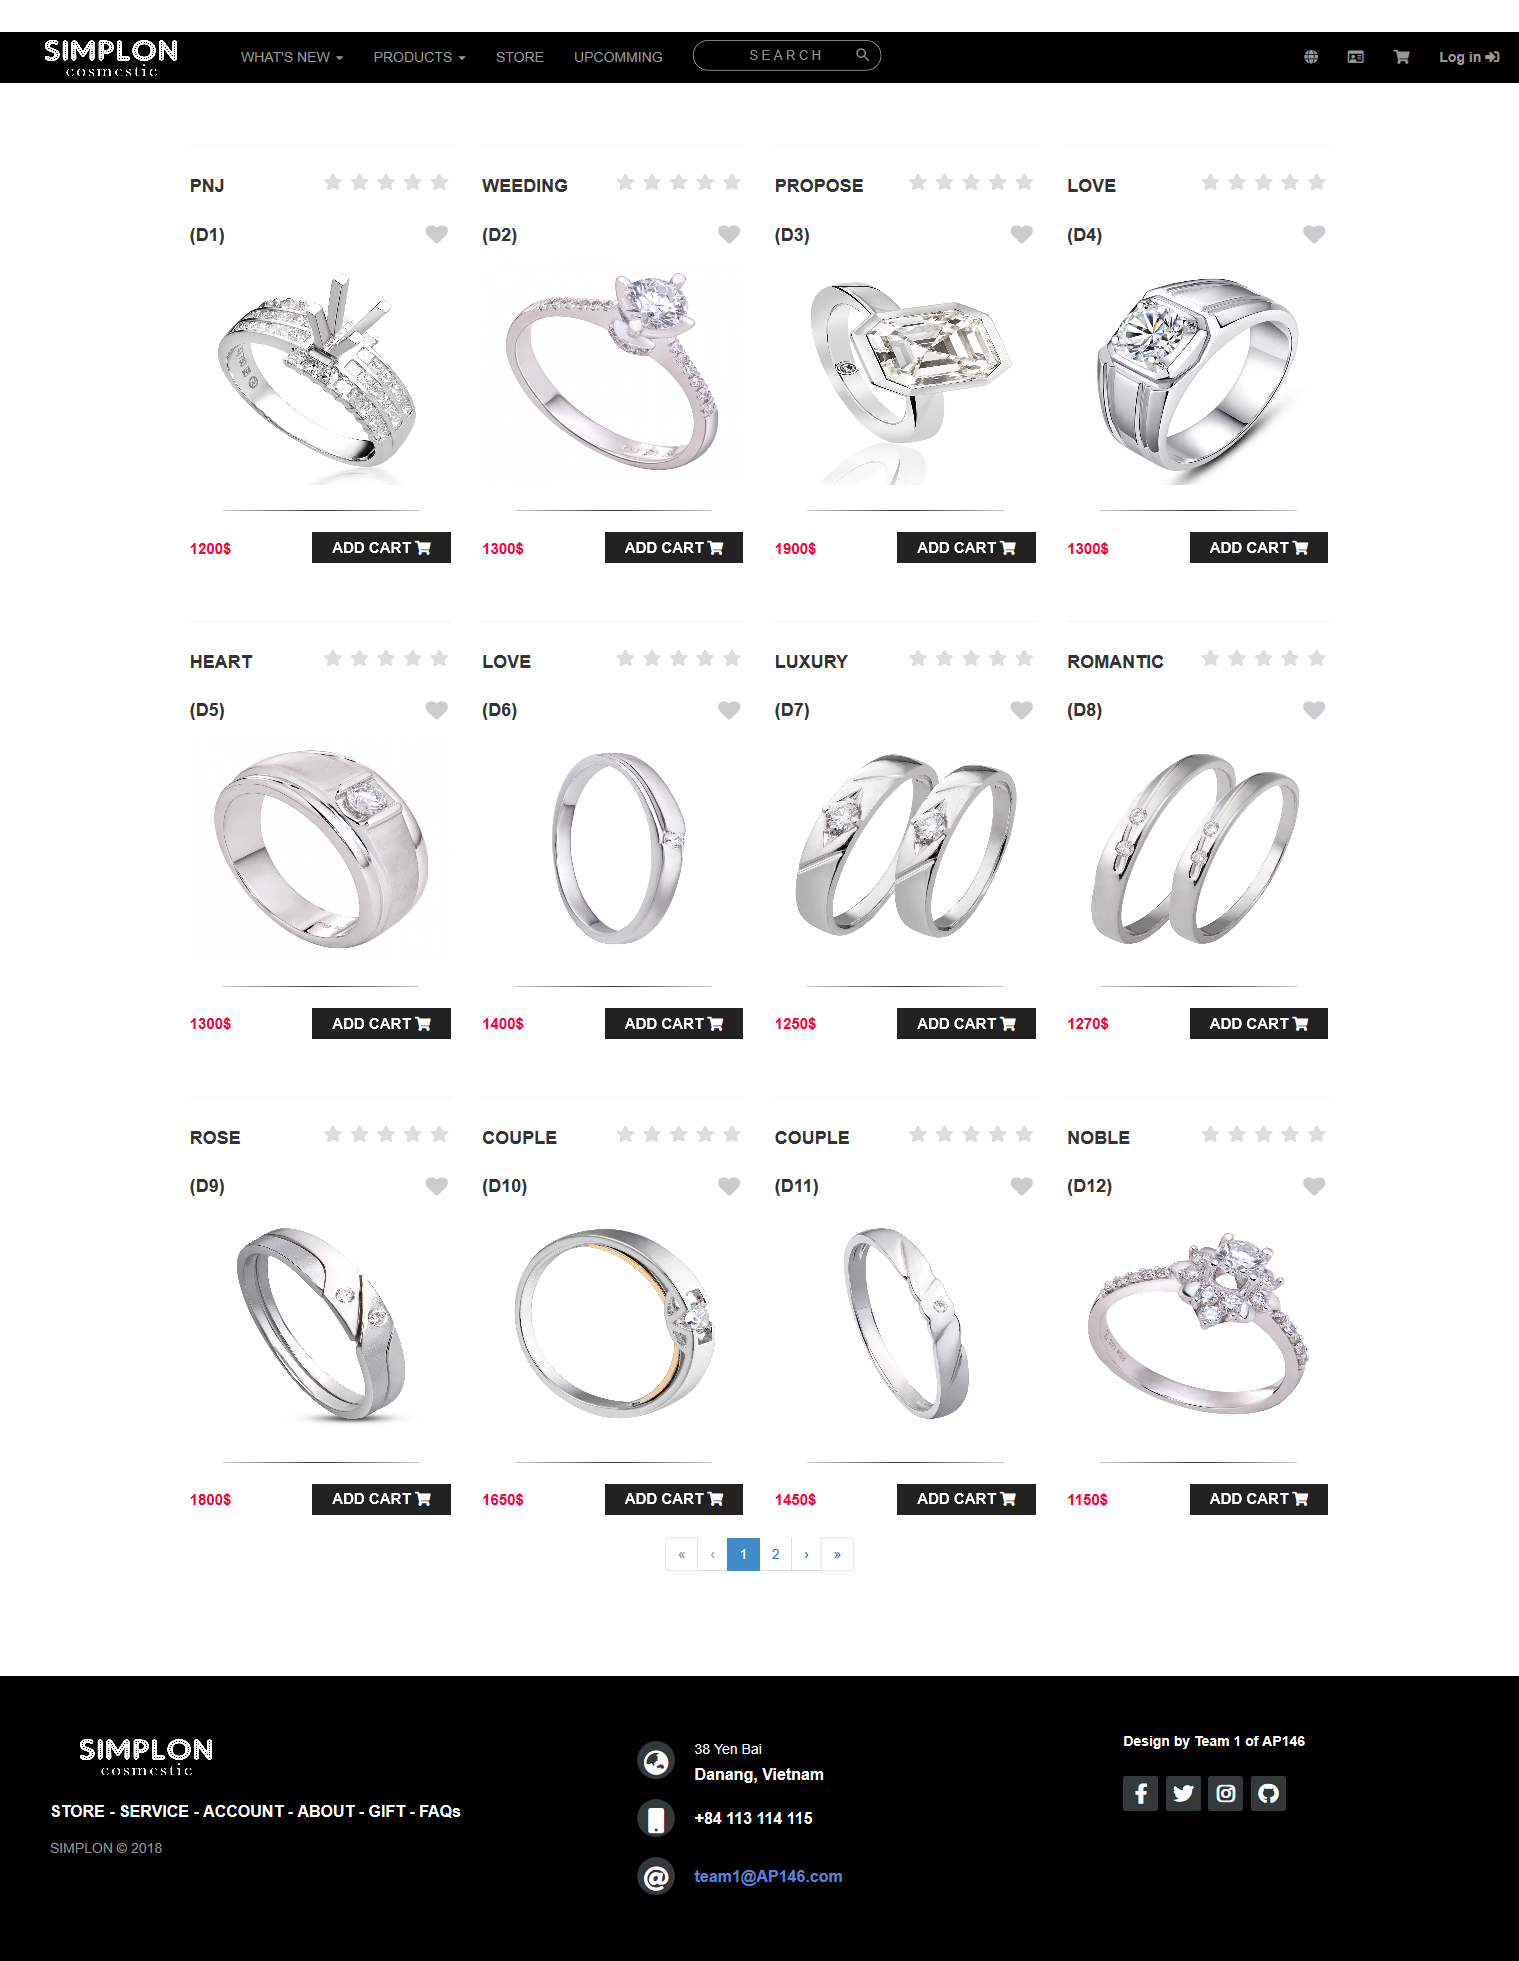 SIMPLON
cosmestic
WHAT'S NEW
PRODUCTS
STORE
UPCOMMING
SEARCH
Log in
PNJ
(D1)
1200$
ADD CART
WEEDING
(D2)
1300$
ADD CART
PROPOSE
(D3)
1900$
ADD CART
LOVE
(D4)
1300$
ADD CART
HEART
(D5)
1300$
ADD CART
LOVE
(D6)
1400$
ADD CART
LUXURY
(D7)
1250$
ADD CART
ROMANTIC
(D8)
1270$
ADD CART
ROSE
(D9)
1800$
ADD CART
COUPLE
(D10)
1650$
ADD CART
COUPLE
(D11)
1450$
ADD CART
NOBLE
(D12)
1150$
ADD CART
« ‹ 1 2 › »
SIMPLON
cosmestic
STORE - SERVICE - ACCOUNT - ABOUT - GIFT - FAQs
SIMPLON © 2018
38 Yen Bai
Danang, Vietnam
+84 113 114 115
team1@AP146.com
Design by Team 1 of AP146